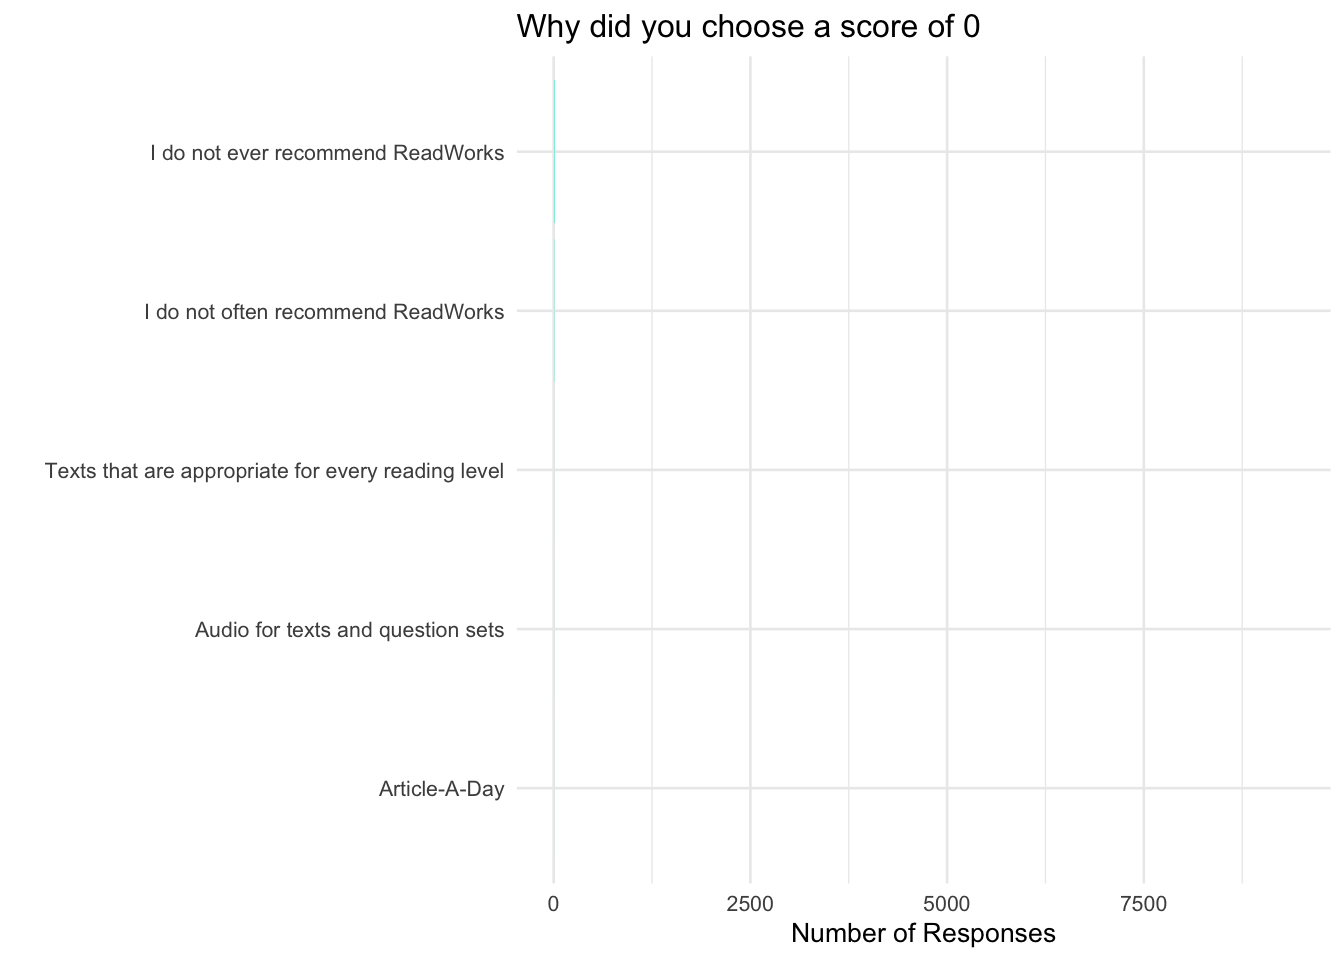 Why did you choose a score of 0
I do not ever recommend ReadWorks
I do not often recommend ReadWorks
Texts that are appropriate for every reading level
Audio for texts and question sets
Article-A-Day
0 2500 5000 7500
Number of Responses